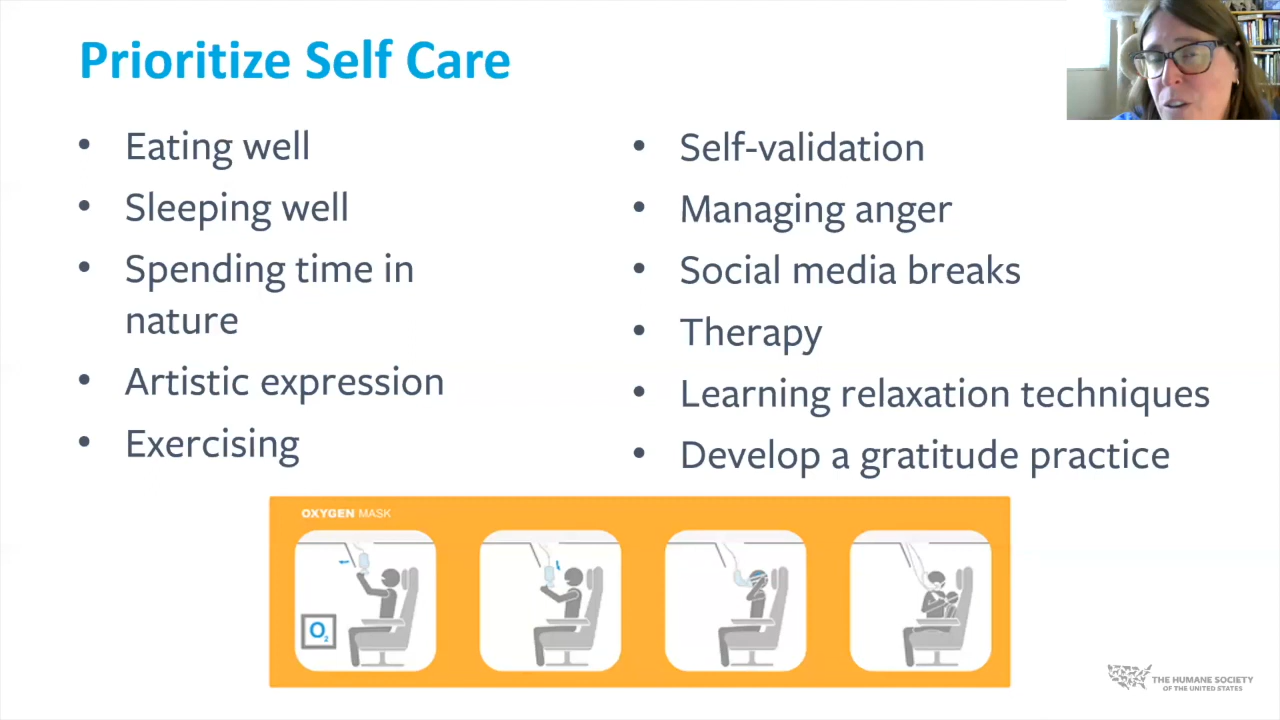 Prioritize Self Care
• Eating well
• Sleeping well
• Spending time in
nature
• Artistic expression
• Exercising
• Self-validation
• Managing anger
• Social media breaks
• Therapy
• Learning relaxation techniques
• Develop a gratitude practice
OXYGEN MASK
O₂
THE HUMANE SOCIETY
OF THE UNITED STATES